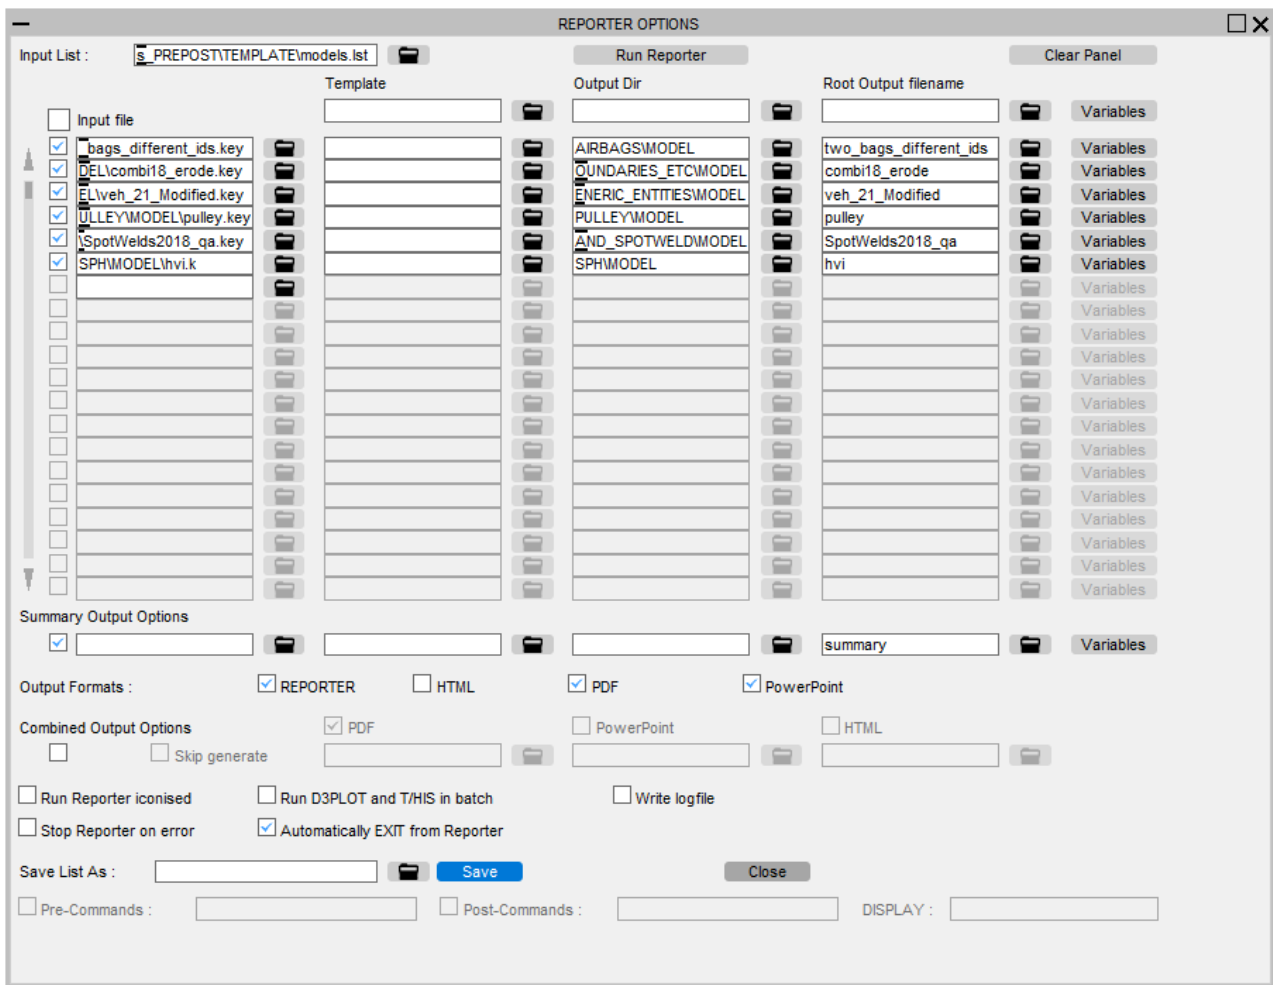 REPORTER OPTIONS
Input List : s_PREPOST\TEMPLATE\models.lst Run Reporter Clear Panel
Template Output Dir Root Output filename
Variables
Input file
_bags_different_ids.key AIRBAGS\MODEL two_bags_different_ids Variables
DEL\combi18_erode.key OUNDARIES_ETC\MODEL combi18_erode Variables
EL\veh_21_Modified.key ENERIC_ENTITIES\MODEL veh_21_Modified Variables
ULLEY\MODEL\pulley.key PULLEY\MODEL pulley Variables
\SpotWelds2018_qa.key AND_SPOTWELD\MODEL SpotWelds2018_qa Variables
SPH\MODEL\hvi.k SPH\MODEL hvi Variables
Variables
Variables
Variables
Variables
Variables
Variables
Variables
Variables
Variables
Variables
Variables
Variables
Variables
Variables
Summary Output Options
summary Variables
Output Formats : REPORTER HTML PDF PowerPoint
Combined Output Options PDF PowerPoint HTML
Skip generate
Run Reporter iconised Run D3PLOT and T/HIS in batch Write logfile
Stop Reporter on error Automatically EXIT from Reporter
Save List As : Save Close
Pre-Commands : Post-Commands : DISPLAY :